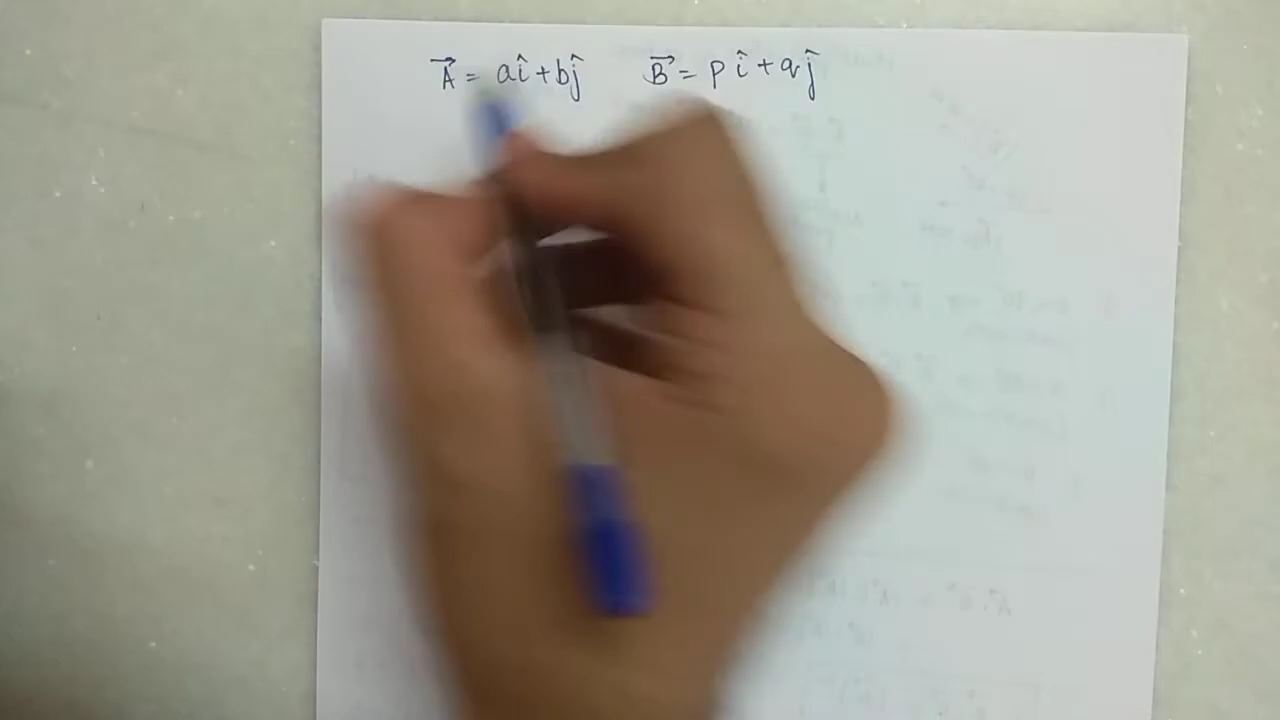 A⃗ = aî + bĵ B⃗ = pî + qĵ